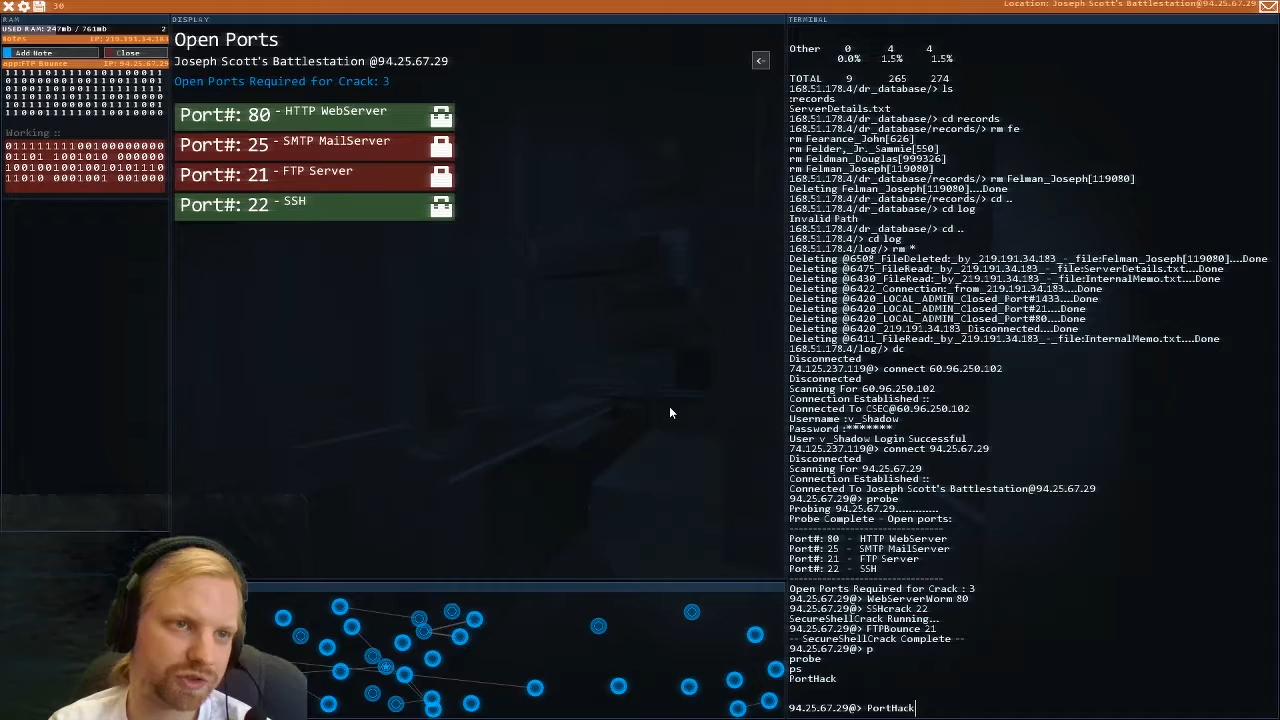 30
Location: Joseph Scott's Battlestation@94.25.67.29
RAM
USED RAM: 247mb / 761mb 2
notes IP: 219.191.34.183
Add Note Close
app:FTP Bounce IP: 94.25.67.29
Working ::
DISPLAY
Open Ports
Joseph Scott's Battlestation @94.25.67.29
<-
Open Ports Required for Crack: 3
Port#: 80 - HTTP WebServer
Port#: 25 - SMTP MailServer
Port#: 21 - FTP Server
Port#: 22 - SSH
TERMINAL
Other 0 4 4
0.0% 1.5% 1.5%
TOTAL 9 265 274
168.51.178.4/dr_database/> ls
:records
ServerDetails.txt
168.51.178.4/dr_database/> cd records
168.51.178.4/dr_database/records/> rm fe
rm Fearance_John[626]
rm Felder,_Jr._Sammie[550]
rm Feldman_Douglas[999326]
rm Felman_Joseph[119080]
168.51.178.4/dr_database/records/> rm Felman_Joseph[119080]
Deleting Felman_Joseph[119080]....Done
168.51.178.4/dr_database/records/> cd ..
168.51.178.4/dr_database/> cd log
Invalid Path
168.51.178.4/dr_database/> cd ..
168.51.178.4/> cd log
168.51.178.4/log/> rm *
Deleting @6508_FileDeleted:_by_219.191.34.183_-_file:Felman_Joseph[119080]....Done
Deleting @6475_FileRead:_by_219.191.34.183_-_file:ServerDetails.txt....Done
Deleting @6430_FileRead:_by_219.191.34.183_-_file:InternalMemo.txt....Done
Deleting @6422_Connection:_from_219.191.34.183....Done
Deleting @6420_LOCAL_ADMIN_Closed_Port#1433....Done
Deleting @6420_LOCAL_ADMIN_Closed_Port#21....Done
Deleting @6420_LOCAL_ADMIN_Closed_Port#80....Done
Deleting @6420_219.191.34.183_Disconnected....Done
Deleting @6411_FileRead:_by_219.191.34.183_-_file:InternalMemo.txt....Done
168.51.178.4/log/> dc
Disconnected
74.125.237.119@> connect 60.96.250.102
Disconnected
Scanning For 60.96.250.102
Connection Established ::
Connected To CSEC@60.96.250.102
Username :v_Shadow
Password :*******
User v_Shadow Login Successful
74.125.237.119@> connect 94.25.67.29
Disconnected
Scanning For 94.25.67.29
Connection Established ::
Connected To Joseph Scott's Battlestation@94.25.67.29
94.25.67.29@> probe
Probing 94.25.67.29.............
Probe Complete - Open ports:
---------------------------------
Port#: 80 - HTTP WebServer
Port#: 25 - SMTP MailServer
Port#: 21 - FTP Server
Port#: 22 - SSH
---------------------------------
Open Ports Required for Crack : 3
94.25.67.29@> WebServerWorm 80
94.25.67.29@> SSHcrack 22
SecureShellCrack Running...
94.25.67.29@> FTPBounce 21
-- SecureShellCrack Complete --
94.25.67.29@> p
probe
ps
PortHack
94.25.67.29@> PortHack